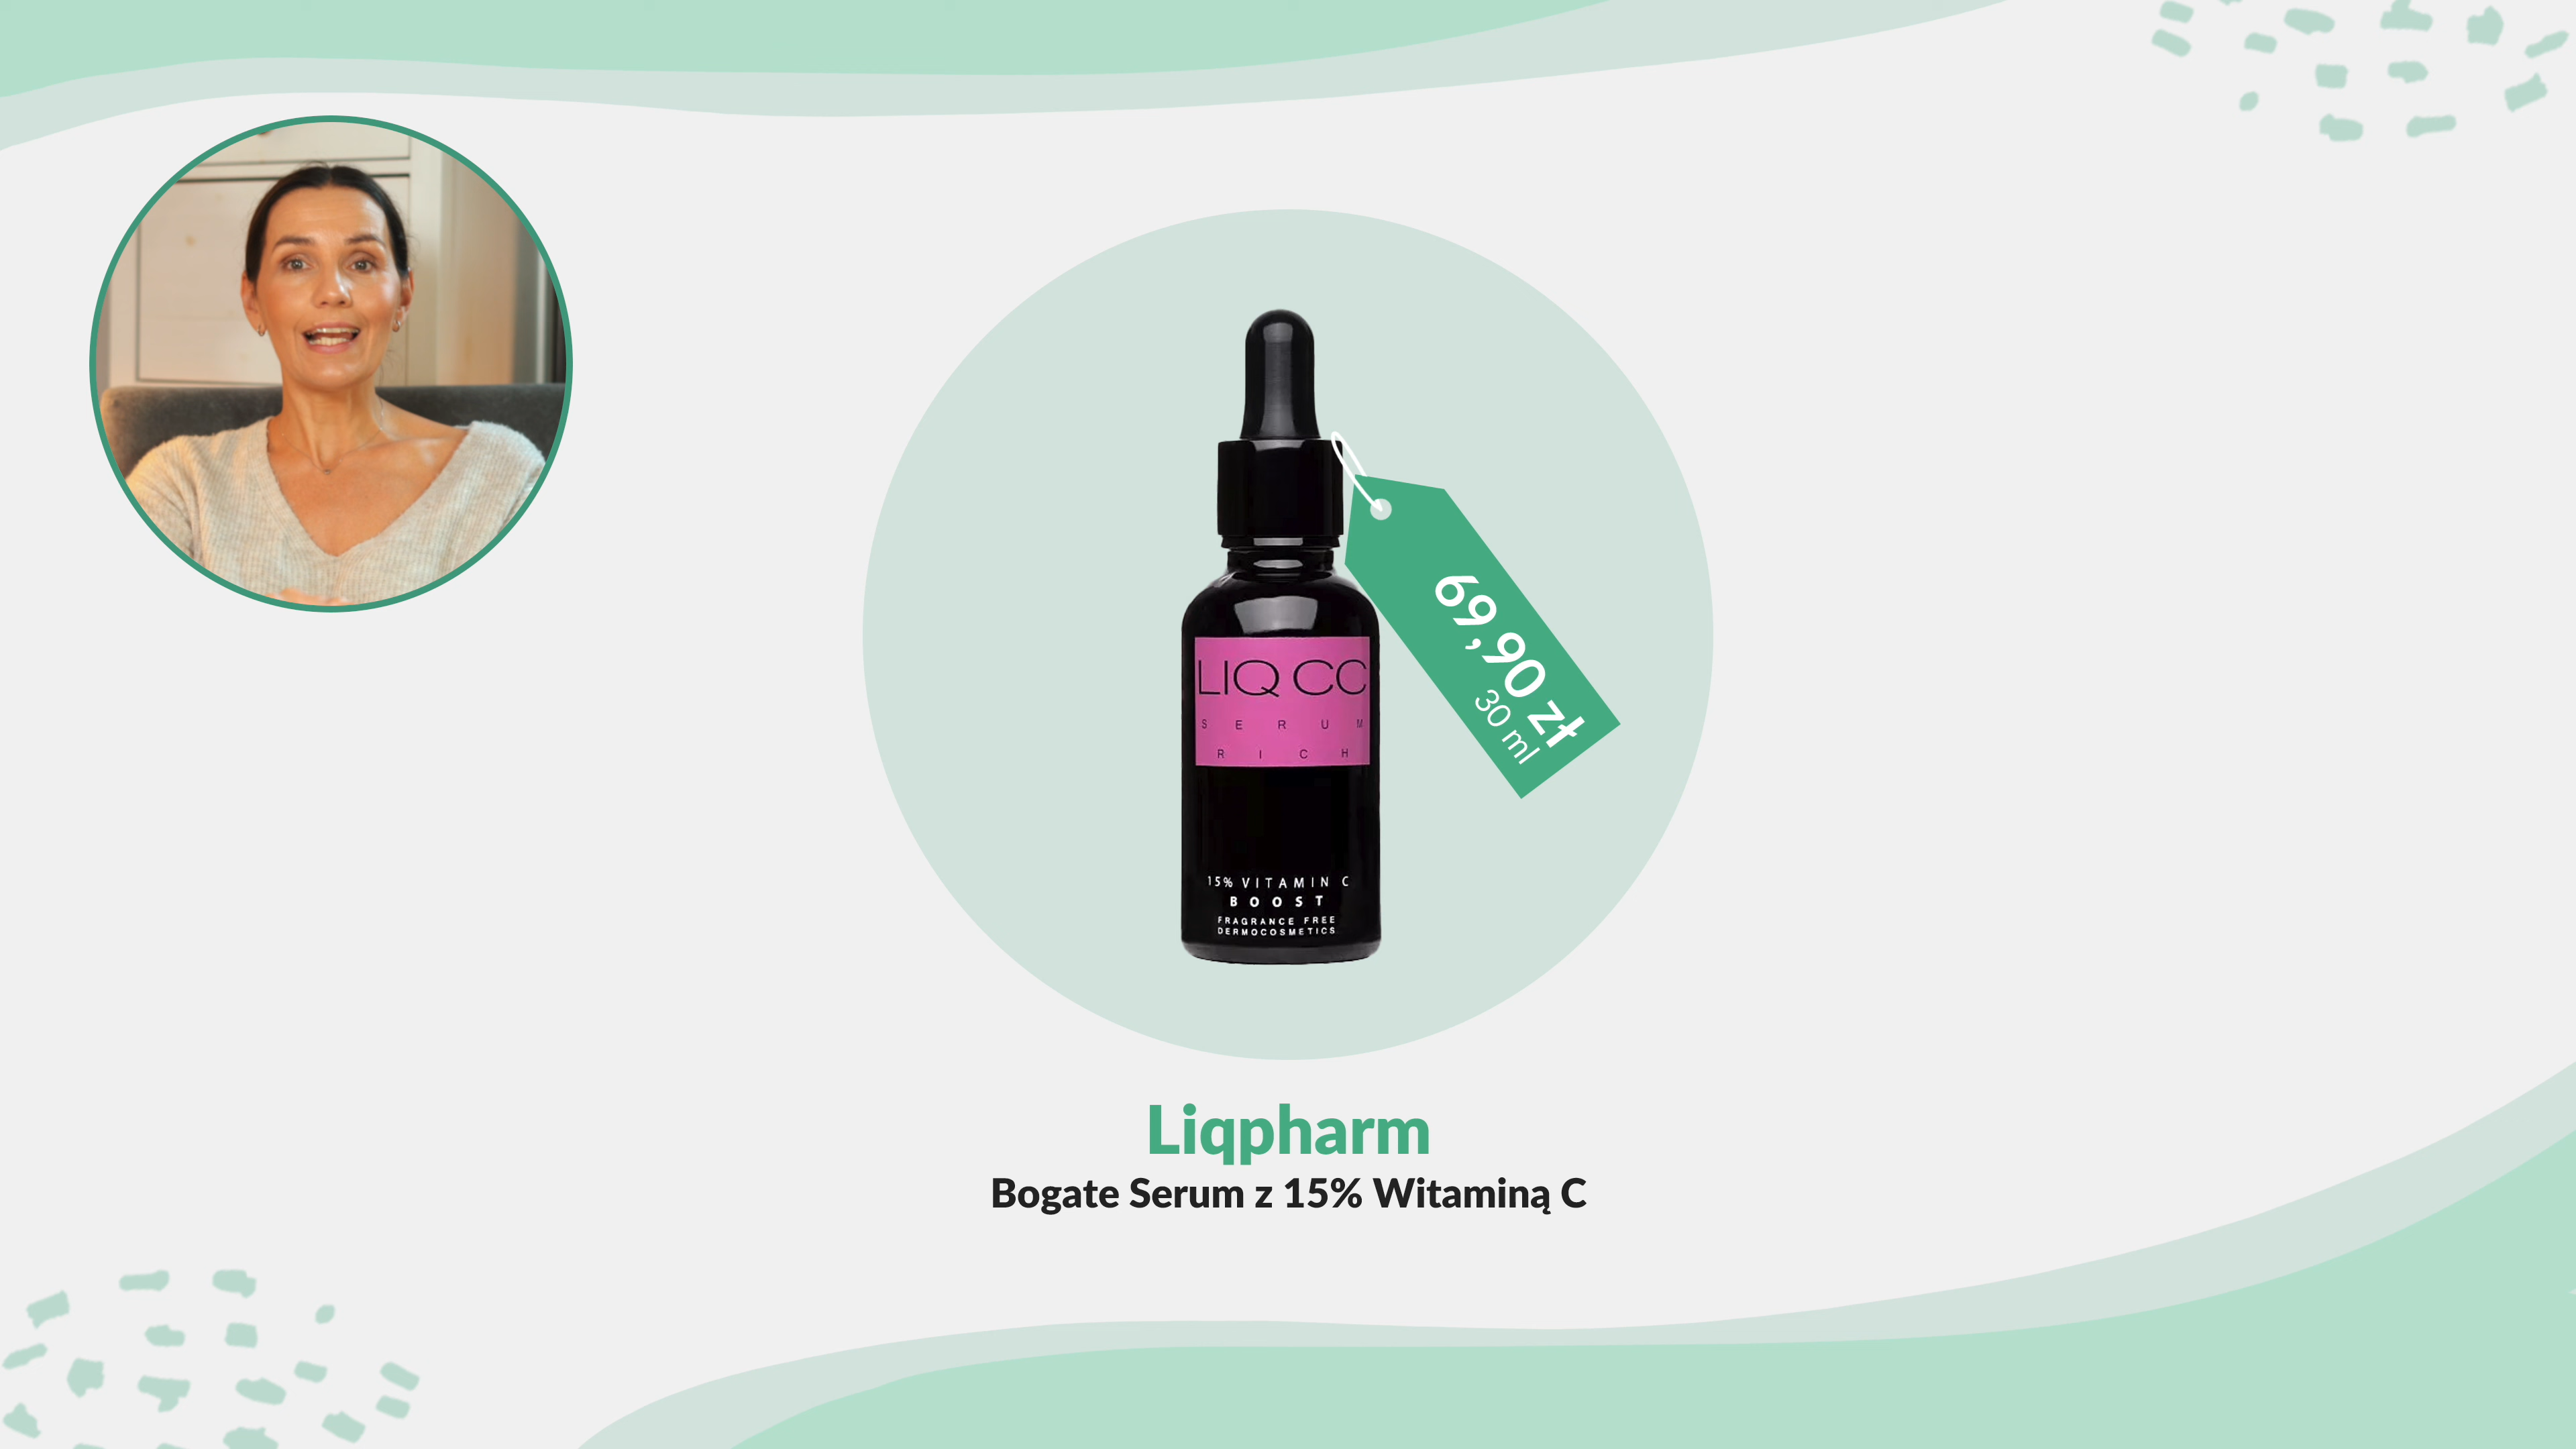 LIQ CC
SERUM
RICH
15% VITAMIN C
BOOST
FRAGRANCE FREE
DERMOCOSMETICS
69,90 zł
30 ml
Liqpharm
Bogate Serum z 15% Witaminą C